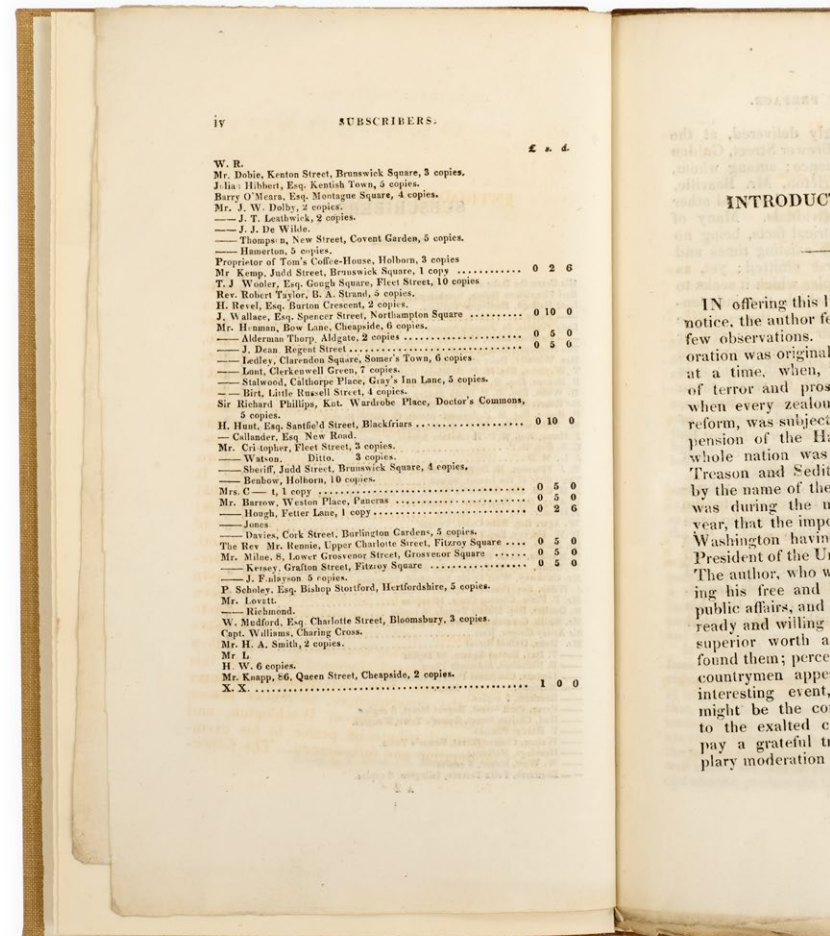 iv SUBSCRIBERS.
£ s. d.
W. R.
Mr. Dobie, Kenton Street, Brunswick Square, 3 copies.
Julian Hibbert, Esq. Kentish Town, 5 copies.
Barry O'Meara, Esq. Montague Square, 4 copies.
Mr. J. W. Dolby, 2 copies.
—— J. T. Leathwick, 2 copies.
—— J. J. De Wilde.
—— Thompson, New Street, Covent Garden, 5 copies.
—— Hamerton, 5 copies.
Proprietor of Tom's Coffee-House, Holborn, 3 copies
Mr Kemp, Judd Street, Brunswick Square, 1 copy ............ 0 2 6
T. J Wooler, Esq. Gough Square, Fleet Street, 10 copies
Rev. Robert Taylor, B. A. Strand, 5 copies.
H. Revel, Esq. Burton Crescent, 2 copies.
J. Wallace, Esq. Spencer Street, Northampton Square .......... 0 10 0
Mr. Henman, Bow Lane, Cheapside, 6 copies.
—— Alderman Thorp, Aldgate, 2 copies ...................... 0 5 0
—— J. Dean Regent Street ................................ 0 5 0
—— Ledley, Clarendon Square, Somer's Town, 6 copies
—— Lunt, Clerkenwell Green, 7 copies.
—— Stalwood, Calthorpe Place, Gray's Inn Lane, 5 copies.
—— Birt, Little Russell Street, 4 copies.
Sir Richard Phillips, Knt. Wardrobe Place, Doctor's Commons,
5 copies.
H. Hunt, Esq. Santfield Street, Blackfriars .................... 0 10 0
— Callander, Esq New Road.
Mr. Cristopher, Fleet Street, 3 copies.
—— Watson. Ditto. 3 copies.
—— Sheriff, Judd Street, Brunswick Square, 4 copies.
—— Benbow, Holborn, 10 copies.
Mrs. C—t, 1 copy ...................................... 0 5 0
Mr. Barrow, Weston Place, Pancras ........................ 0 5 0
—— Hough, Fetter Lane, 1 copy ............................ 0 2 6
—— Jones
—— Davies, Cork Street, Burlington Gardens, 5 copies.
The Rev Mr. Rennie, Upper Charlotte Street, Fitzroy Square .... 0 5 0
Mr. Milne, 8, Lower Grosvenor Street, Grosvenor Square ...... 0 5 0
—— Kersey, Grafton Street, Fitzroy Square .................. 0 5 0
—— J. Finlayson 5 copies.
P. Scholey, Esq. Bishop Stortford, Hertfordshire, 5 copies.
Mr. Lovett.
—— Richmond.
W. Mudford, Esq. Charlotte Street, Bloomsbury, 3 copies.
Capt. Williams, Charing Cross.
Mr. H. A. Smith, 2 copies.
Mr L
H. W. 6 copies.
Mr. Knapp, 86, Queen Street, Cheapside, 2 copies.
X. X. .................................................. 1 0 0
INTRODUCT
IN offering this l
notice, the author fe
few observations.
oration was original
at a time, when,
of terror and pros
when every zealou
reform, was subject
pension of the Ha
whole nation was
Treason and Sedit
by the name of the
was during the m
year, that the impo
Washington having
President of the Un
The author, who w
ing his free and
public affairs, and
ready and willing
superior worth a
found them; perce
countrymen appe
interesting event,
might be the co
to the exalted c
pay a grateful tr
plary moderation